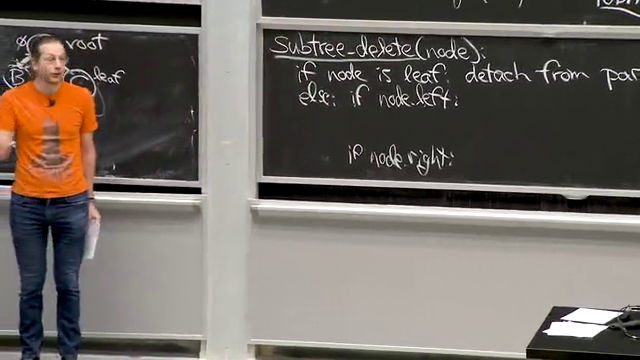 root
B
leaf
Subtree_delete(node):
if node is leaf: detach from par
else: if node.left:
if node.right: